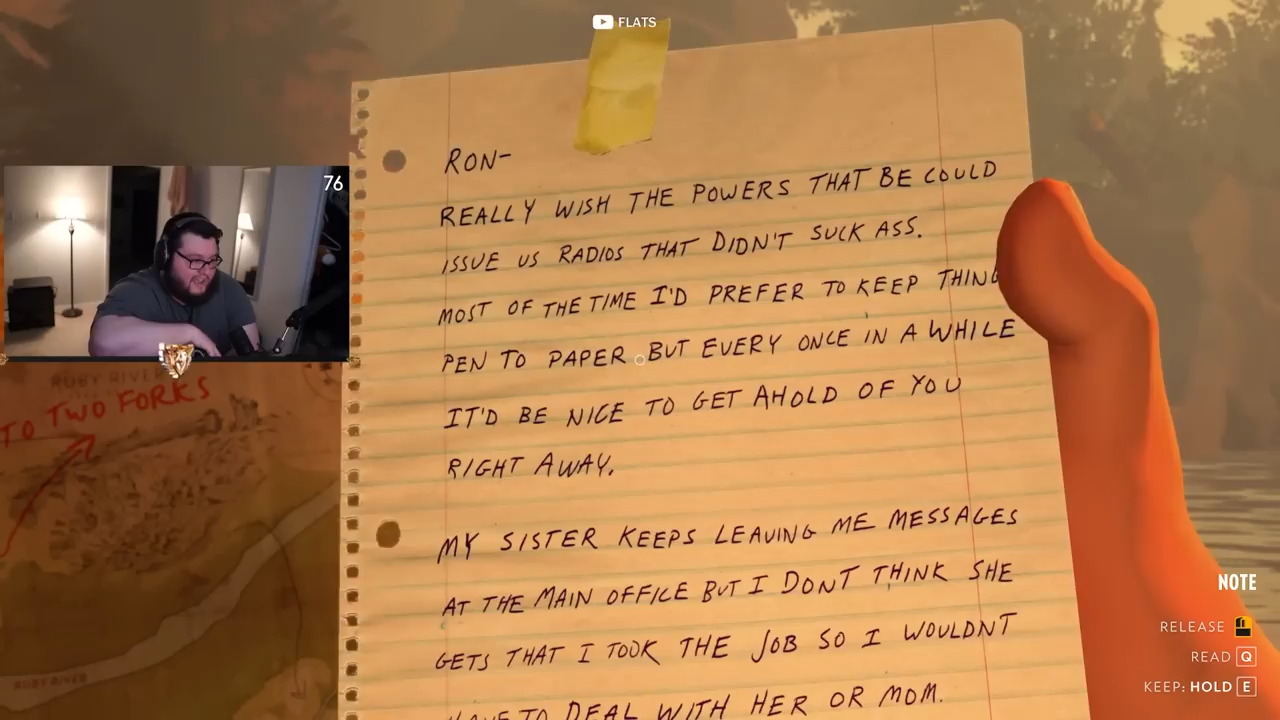 FLATS
76
RON-
REALLY WISH THE POWERS THAT BE COULD
ISSUE US RADIOS THAT DIDN'T SUCK ASS.
MOST OF THE TIME I'D PREFER TO KEEP
PEN TO PAPER BUT EVERY ONCE IN A WHILE
IT'D BE NICE TO GET AHOLD OF YOU
RIGHT AWAY.
MY SISTER KEEPS LEAVING ME MESSAGES
AT THE MAIN OFFICE BUT I DONT THINK SHE
GETS THAT I TOOK THE JOB SO I WOULDNT
HAVE TO DEAL WITH HER OR MOM.
RUBY RIVER
TO TWO FORKS
RUBY RIVER
NOTE
RELEASE
READ Q
KEEP: HOLD E